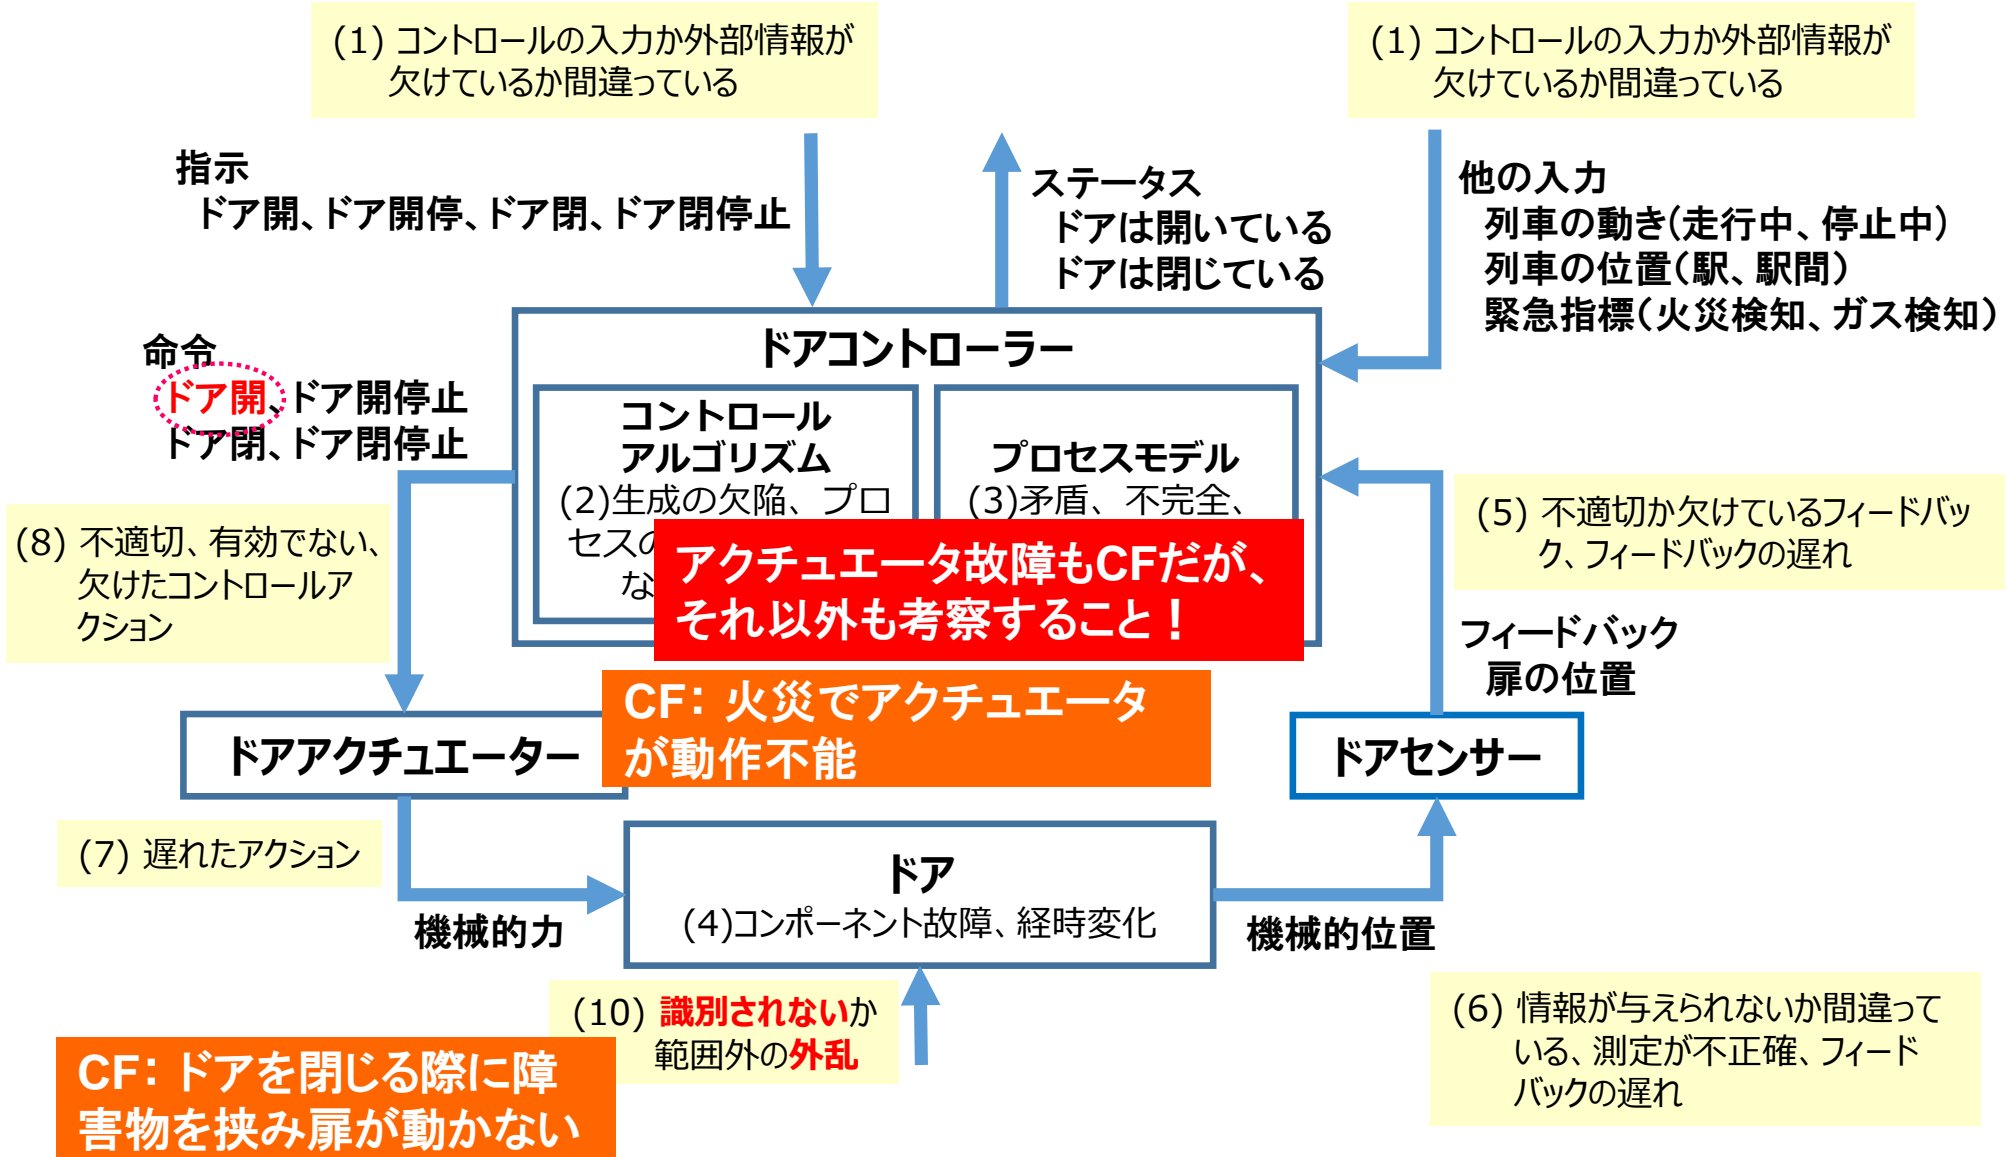 (1) コントロールの入力か外部情報が
欠けているか間違っている
(1) コントロールの入力か外部情報が
欠けているか間違っている
指示
ドア開、ドア開停、ドア閉、ドア閉停止
ステータス
ドアは開いている
ドアは閉じている
他の入力
列車の動き(走行中、停止中)
列車の位置(駅、駅間)
緊急指標(火災検知、ガス検知)
命令
ドア開、ドア開停止
ドア閉、ドア閉停止
ドアコントローラー
コントロール
アルゴリズム
(2)生成の欠陥、プロ
セスの
な
プロセスモデル
(3)矛盾、不完全、
アクチュエータ故障もCFだが、
それ以外も考察すること！
(8) 不適切、有効でない、
欠けたコントロールア
クション
(5) 不適切か欠けているフィードバッ
ク、フィードバックの遅れ
フィードバック
扉の位置
CF: 火災でアクチュエータ
が動作不能
ドアアクチュエーター
ドアセンサー
(7) 遅れたアクション
機械的力
ドア
(4)コンポーネント故障、経時変化
機械的位置
(10) 識別されないか
範囲外の外乱
CF: ドアを閉じる際に障
害物を挟み扉が動かない
(6) 情報が与えられないか間違って
いる、測定が不正確、フィード
バックの遅れ